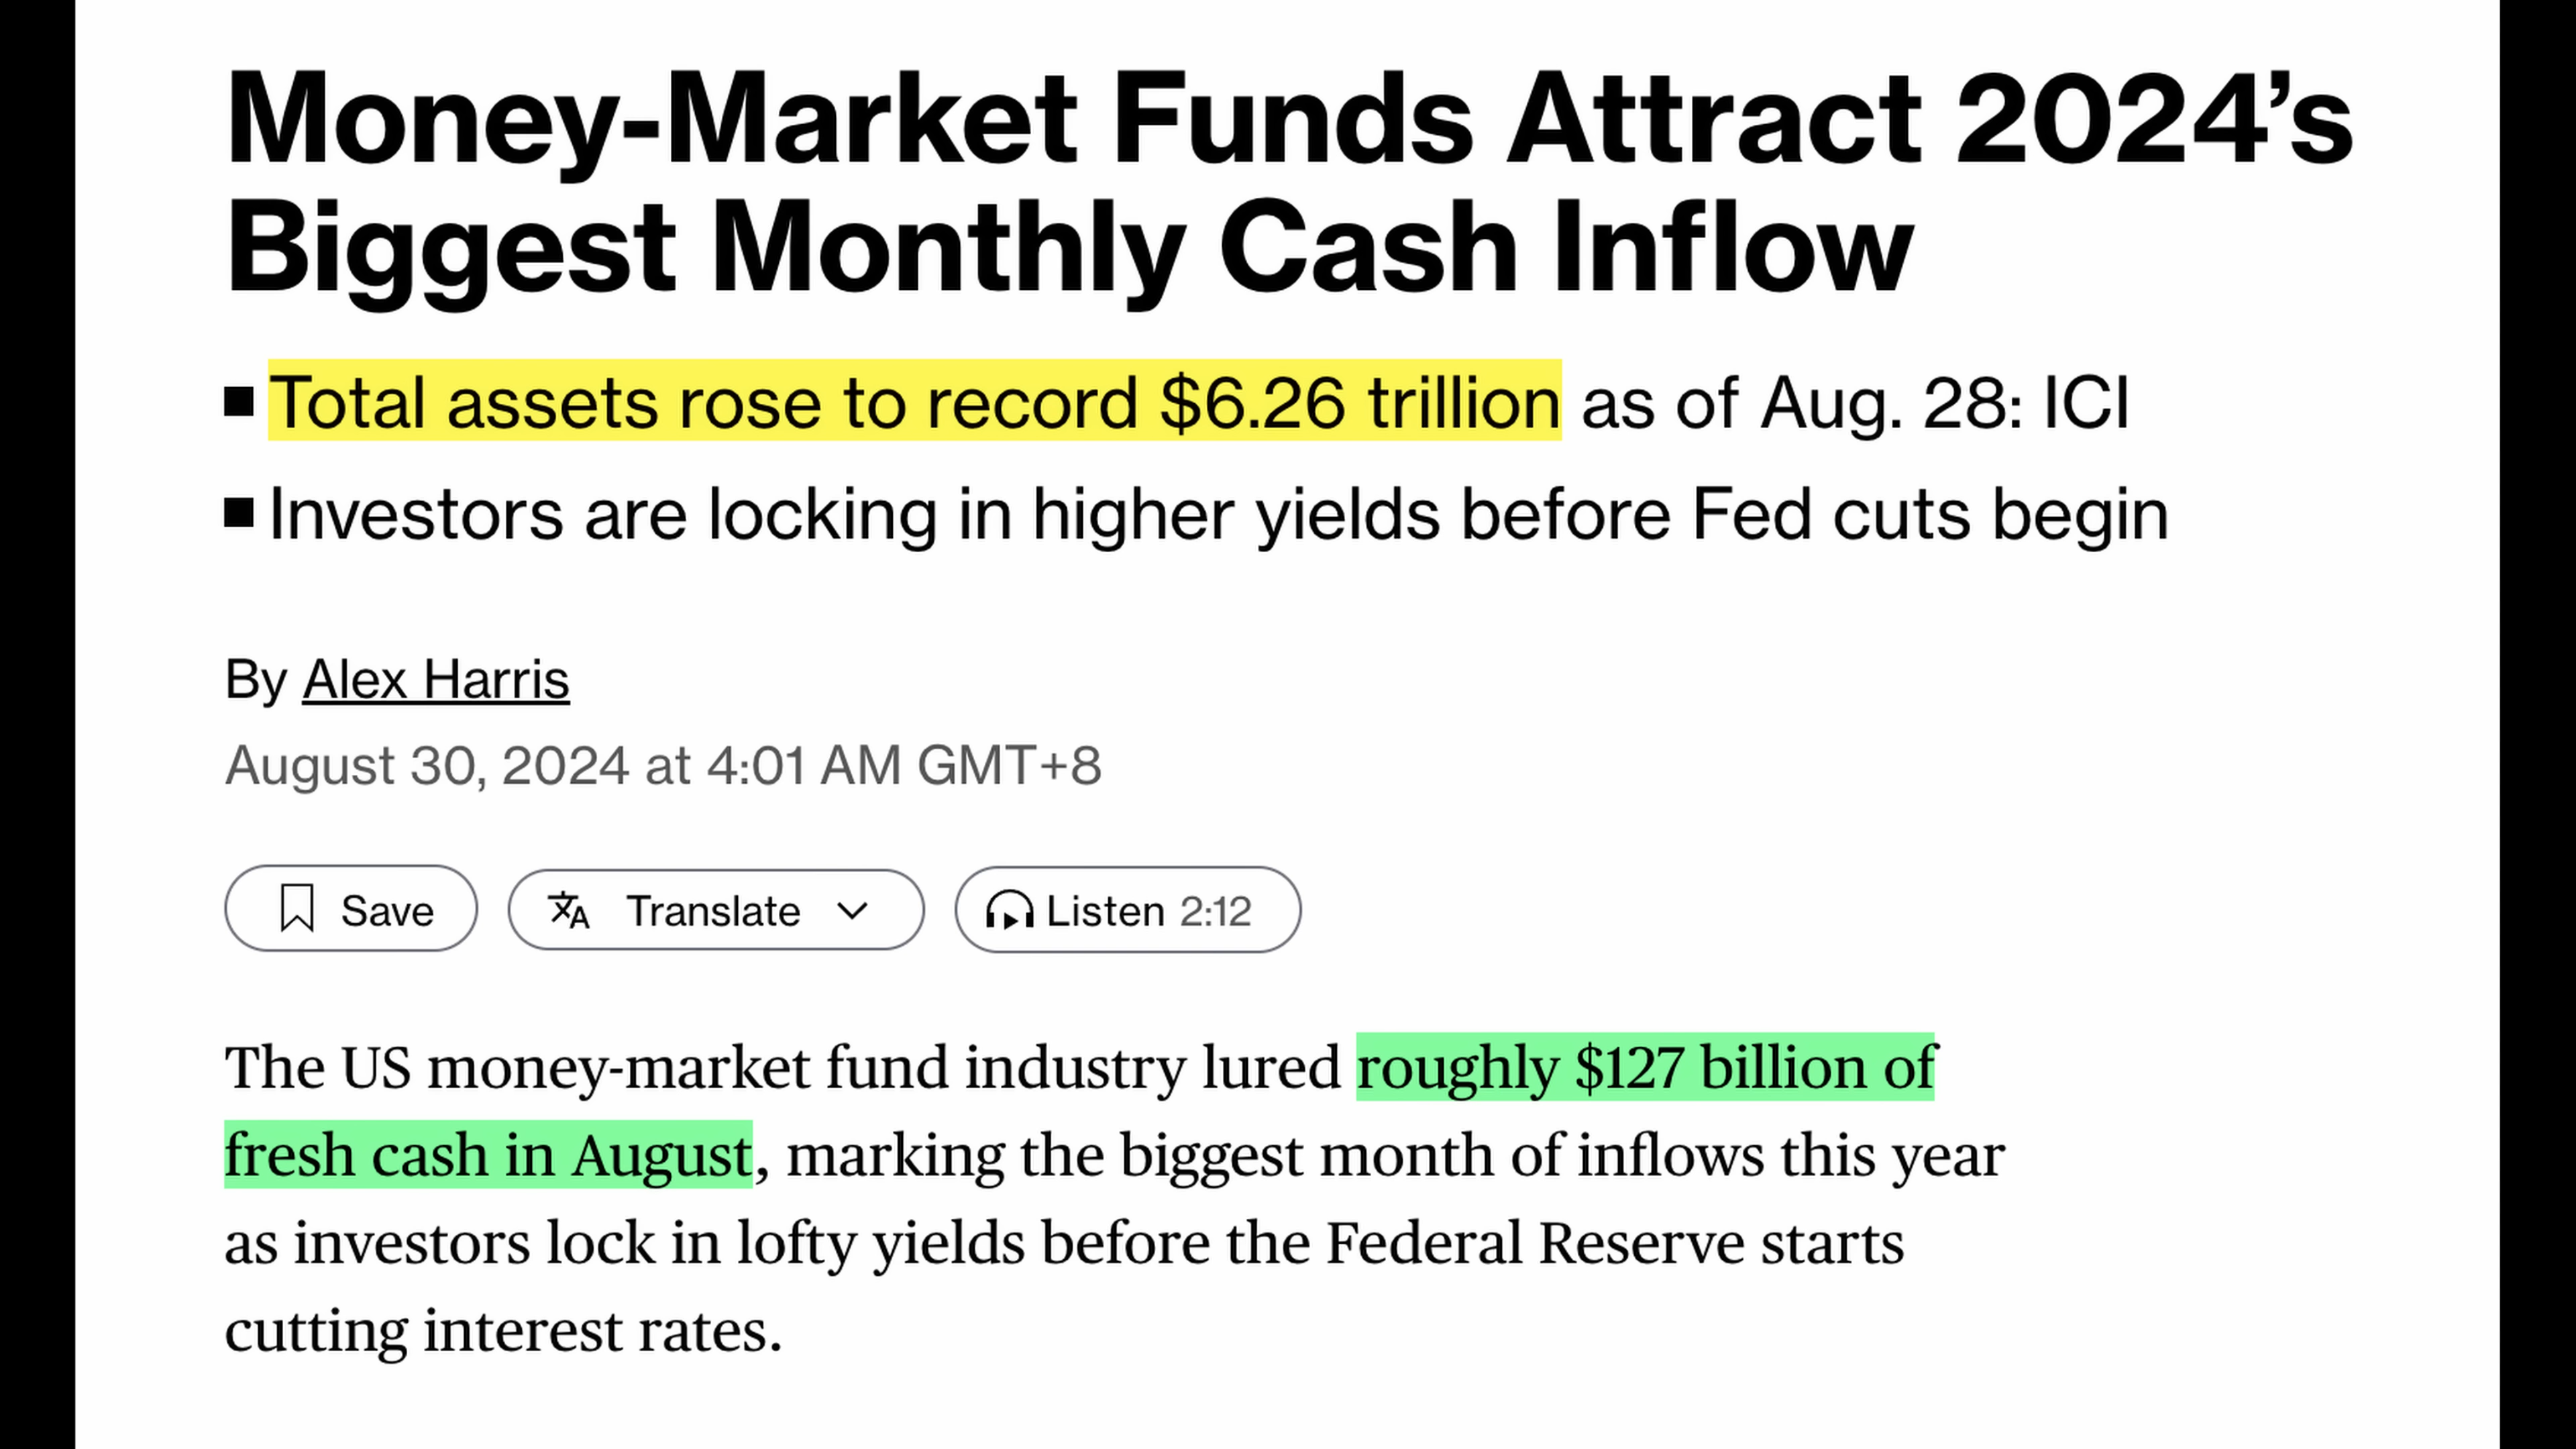 Money-Market Funds Attract 2024’s
Biggest Monthly Cash Inflow
■ Total assets rose to record $6.26 trillion as of Aug. 28: ICI
■ Investors are locking in higher yields before Fed cuts begin
By Alex Harris
August 30, 2024 at 4:01 AM GMT+8
Save Translate Listen 2:12
The US money-market fund industry lured roughly $127 billion of
fresh cash in August, marking the biggest month of inflows this year
as investors lock in lofty yields before the Federal Reserve starts
cutting interest rates.